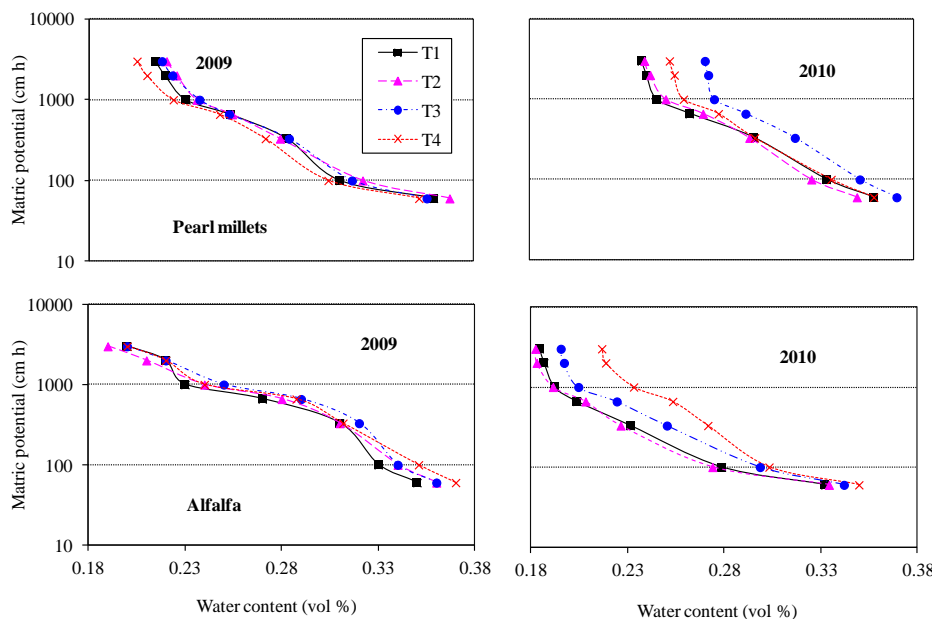 10000
1000
100
10
Matric potential (cm h)
2009
T1
T2
T3
T4
Pearl millets
2010
10000
1000
100
10
Matric potential (cm h)
2009
Alfalfa
0.18 0.23 0.28 0.33 0.38
Water content (vol %)
2010
0.18 0.23 0.28 0.33 0.38
Water content (vol %)